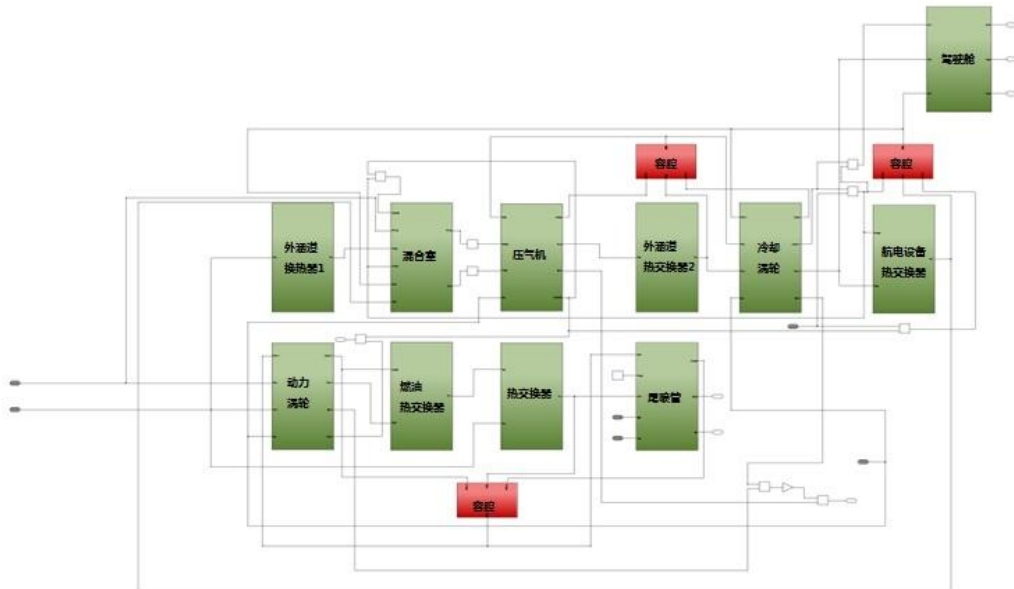 驾驶舱
容腔
容腔
外涵道
换热器1
混合室
压气机
外涵道
热交换器2
冷却
涡轮
航电设备
热交换器
动力
涡轮
燃油
热交换器
热交换器
尾喷管
容腔